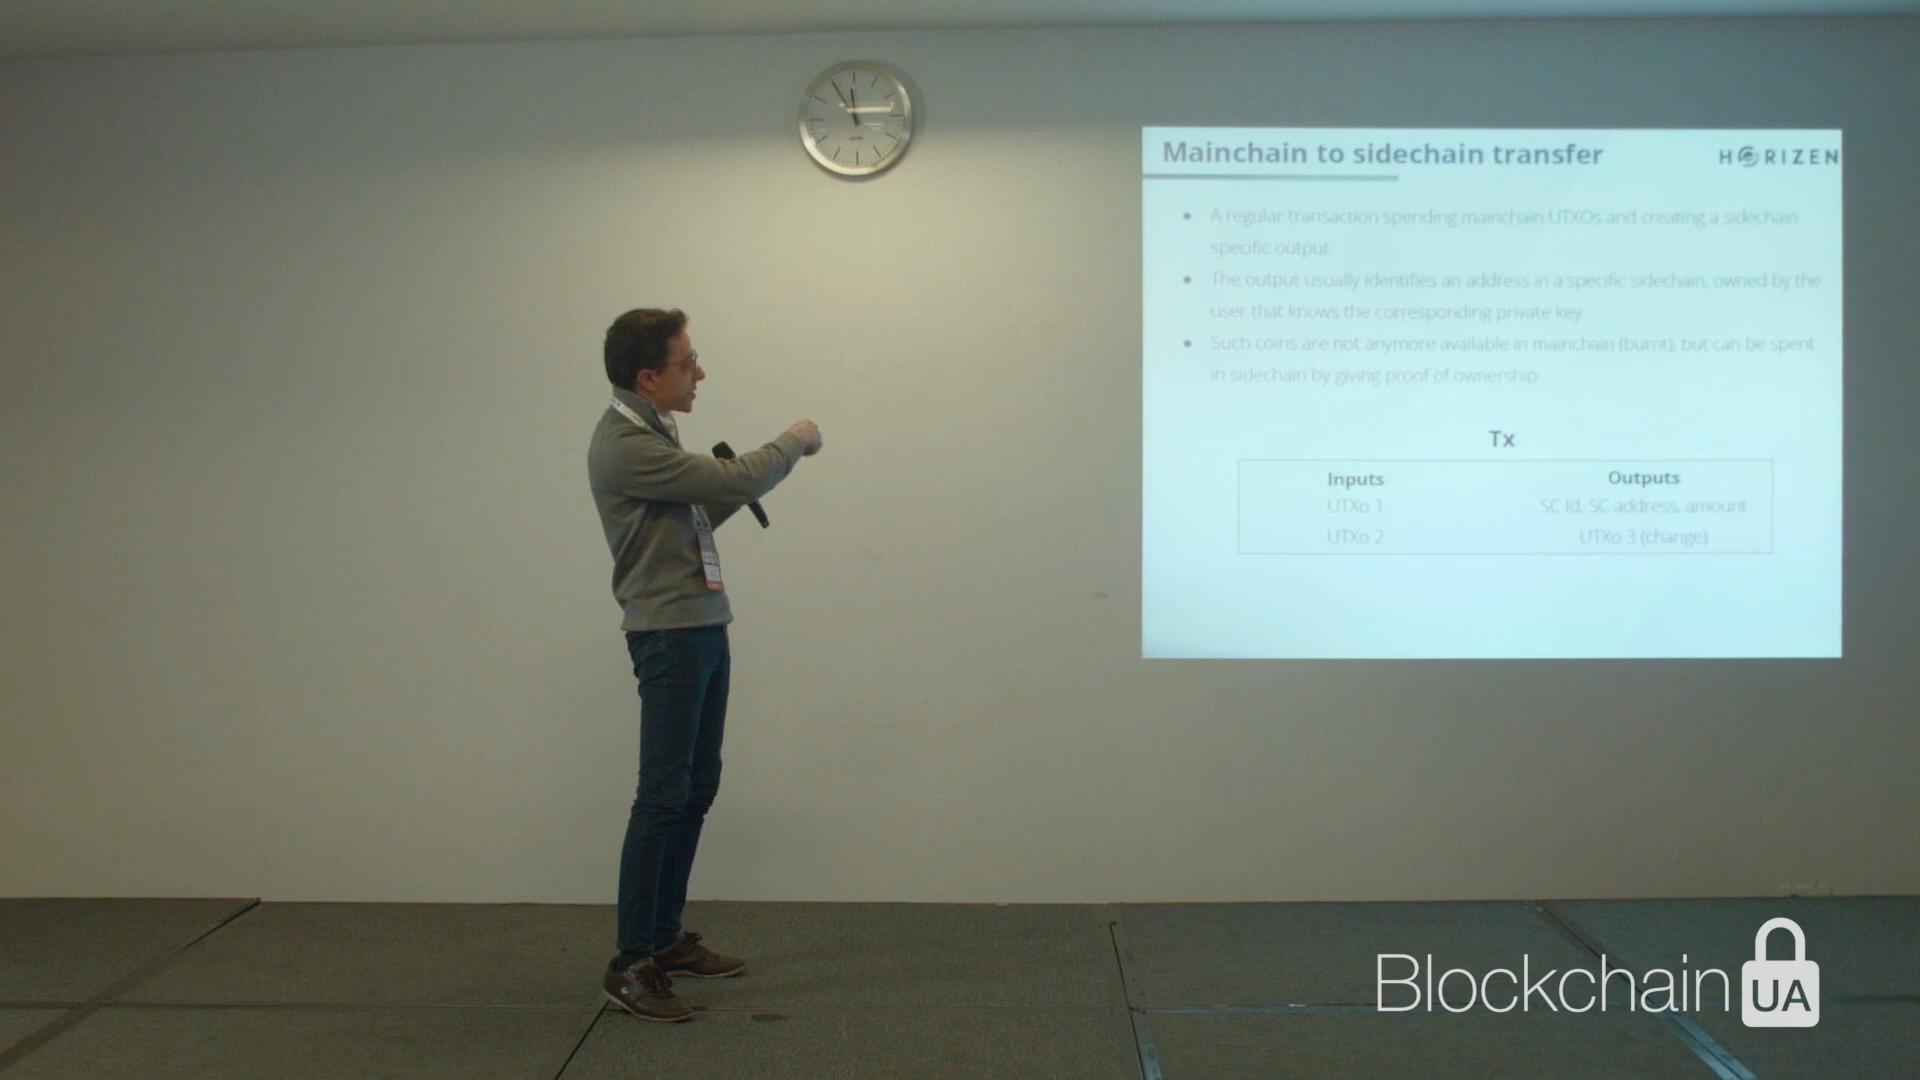 Mainchain to sidechain transfer
HORIZEN
A regular transaction spending mainchain UTXOs and creating a sidechain
specific output
The output usually identifies an address in a specific sidechain, owned by the
user that knows the corresponding private key
Such coins are not anymore available in mainchain (burnt), but can be spent
in sidechain by giving proof of ownership
Tx
Inputs Outputs
UTXo 1 SC Id, SC address, amount
UTXo 2 UTXo 3 (change)
Blockchain UA